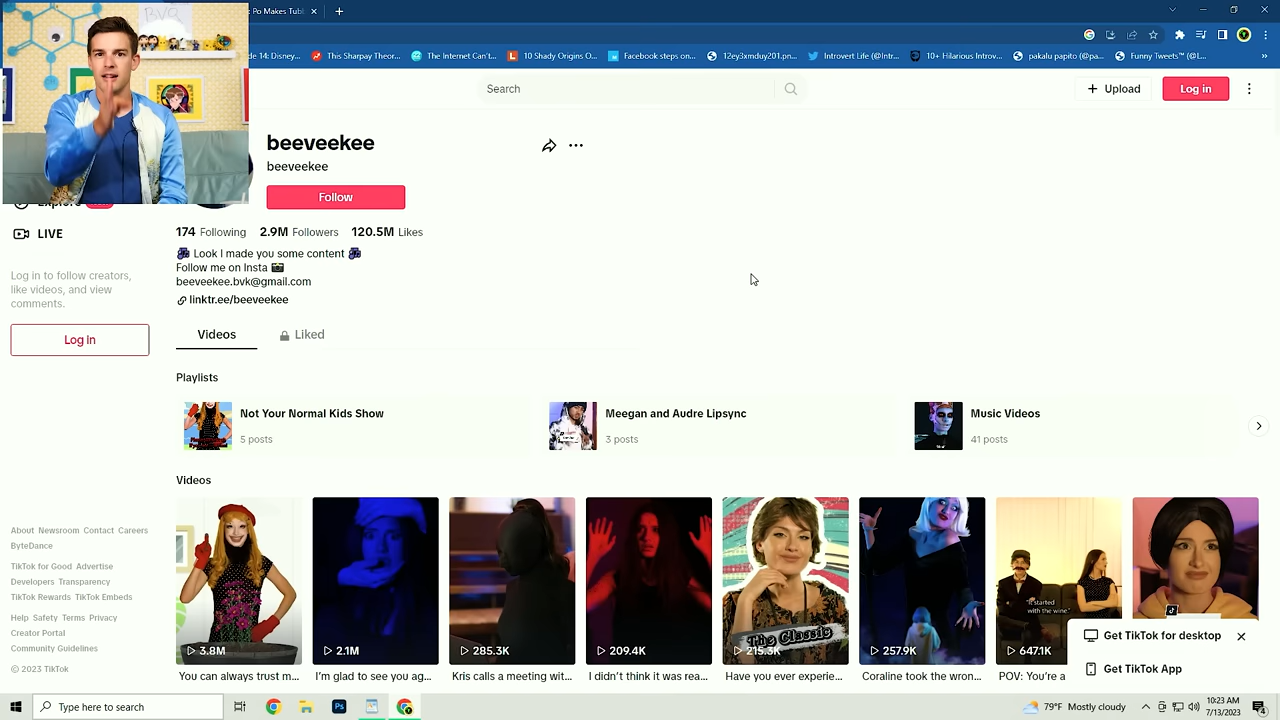 BVQ
Po Mar...
de 14: Disney...
This Sharpay Theor...
The Internet Can't...
10 Shades Origins O...
Facebook steps on...
12ey3xmduy201.pn...
Introvert Life (@Intr...
10+ Hilarious Introv...
pakalu papito (@pa...
Funny Tweets™ (@L...
Search
Upload
Log in
beeveekee
beeveekee
Follow
Explore
LIVE
174 Following 2.9M Followers 120.5M Likes
Look I made you some content
Follow me on Insta
beeveekee.bvk@gmail.com
linktr.ee/beeveekee
Log in to follow creators,
like videos, and view
comments.
Log in
Videos
Liked
Playlists
Not Your Normal Kids Show
5 posts
Meegan and Audre Lipsync
3 posts
Music Videos
41 posts
Videos
The Classic
"It started
with the wine."
3.8M
2.1M
285.3K
209.4K
215.3K
257.9K
647.1K
You can always trust m...
I'm glad to see you ag...
Kris calls a meeting wit...
I didn't think it was rea...
Have you ever experie...
Coraline took the wron...
POV: You're a
Get TikTok for desktop
Get TikTok App
About Newsroom Contact Careers
ByteDance
TikTok for Good Advertise
Developers Transparency
TikTok Rewards TikTok Embeds
Help Safety Terms Privacy
Creator Portal
Community Guidelines
© 2023 TikTok
Type here to search
79°F Mostly cloudy
10:23 AM
7/13/2023
4